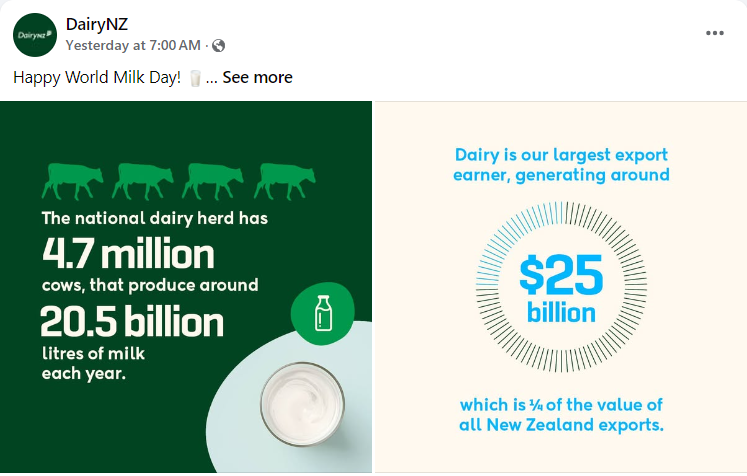 DairyNZ
DairyNZ
Yesterday at 7:00 AM ·
Happy World Milk Day! 🥛... See more
The national dairy herd has
4.7 million
cows, that produce around
20.5 billion
litres of milk
each year.
Dairy is our largest export
earner, generating around
$25
billion
which is ¼ of the value of
all New Zealand exports.